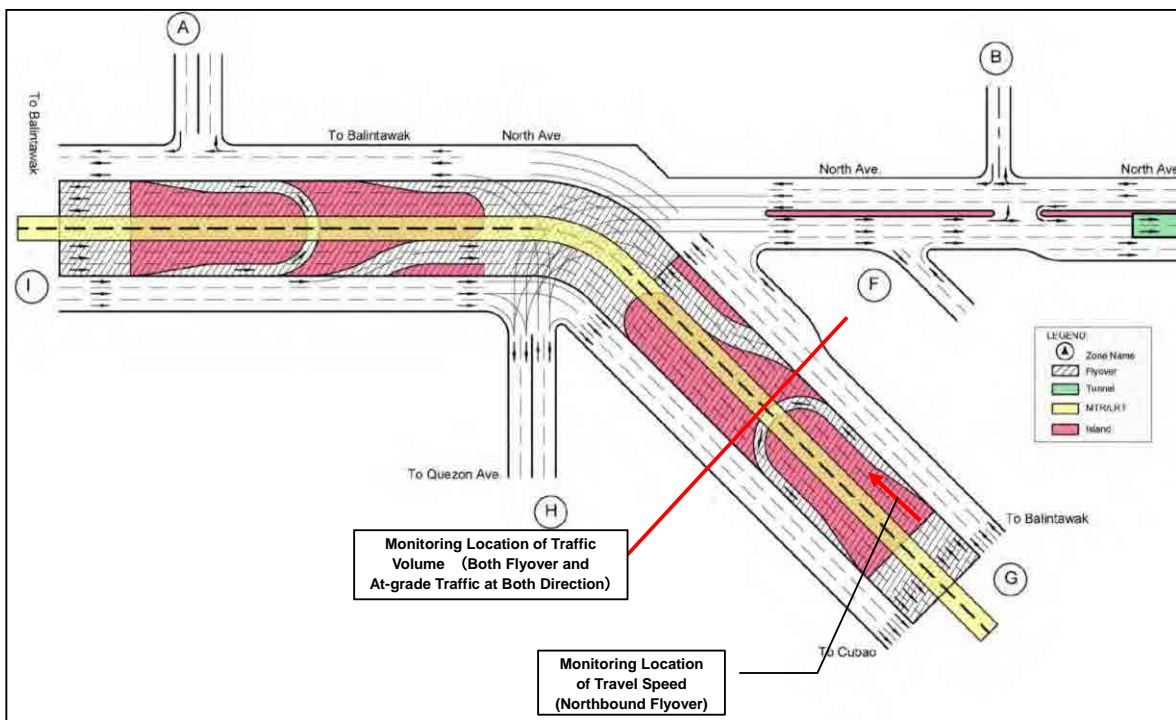 A
B
To Balintawak
To Balintawak
North Ave.
North Ave.
North Ave
I
F
LEGEND:
A Zone Name
Flyover
Tunnel
MTR/LRT
Island
To Quezon Ave.
H
To Balintawak
G
Monitoring Location of Traffic
Volume （Both Flyover and
At-grade Traffic at Both Direction）
To Cubao
Monitoring Location
of Travel Speed
(Northbound Flyover)